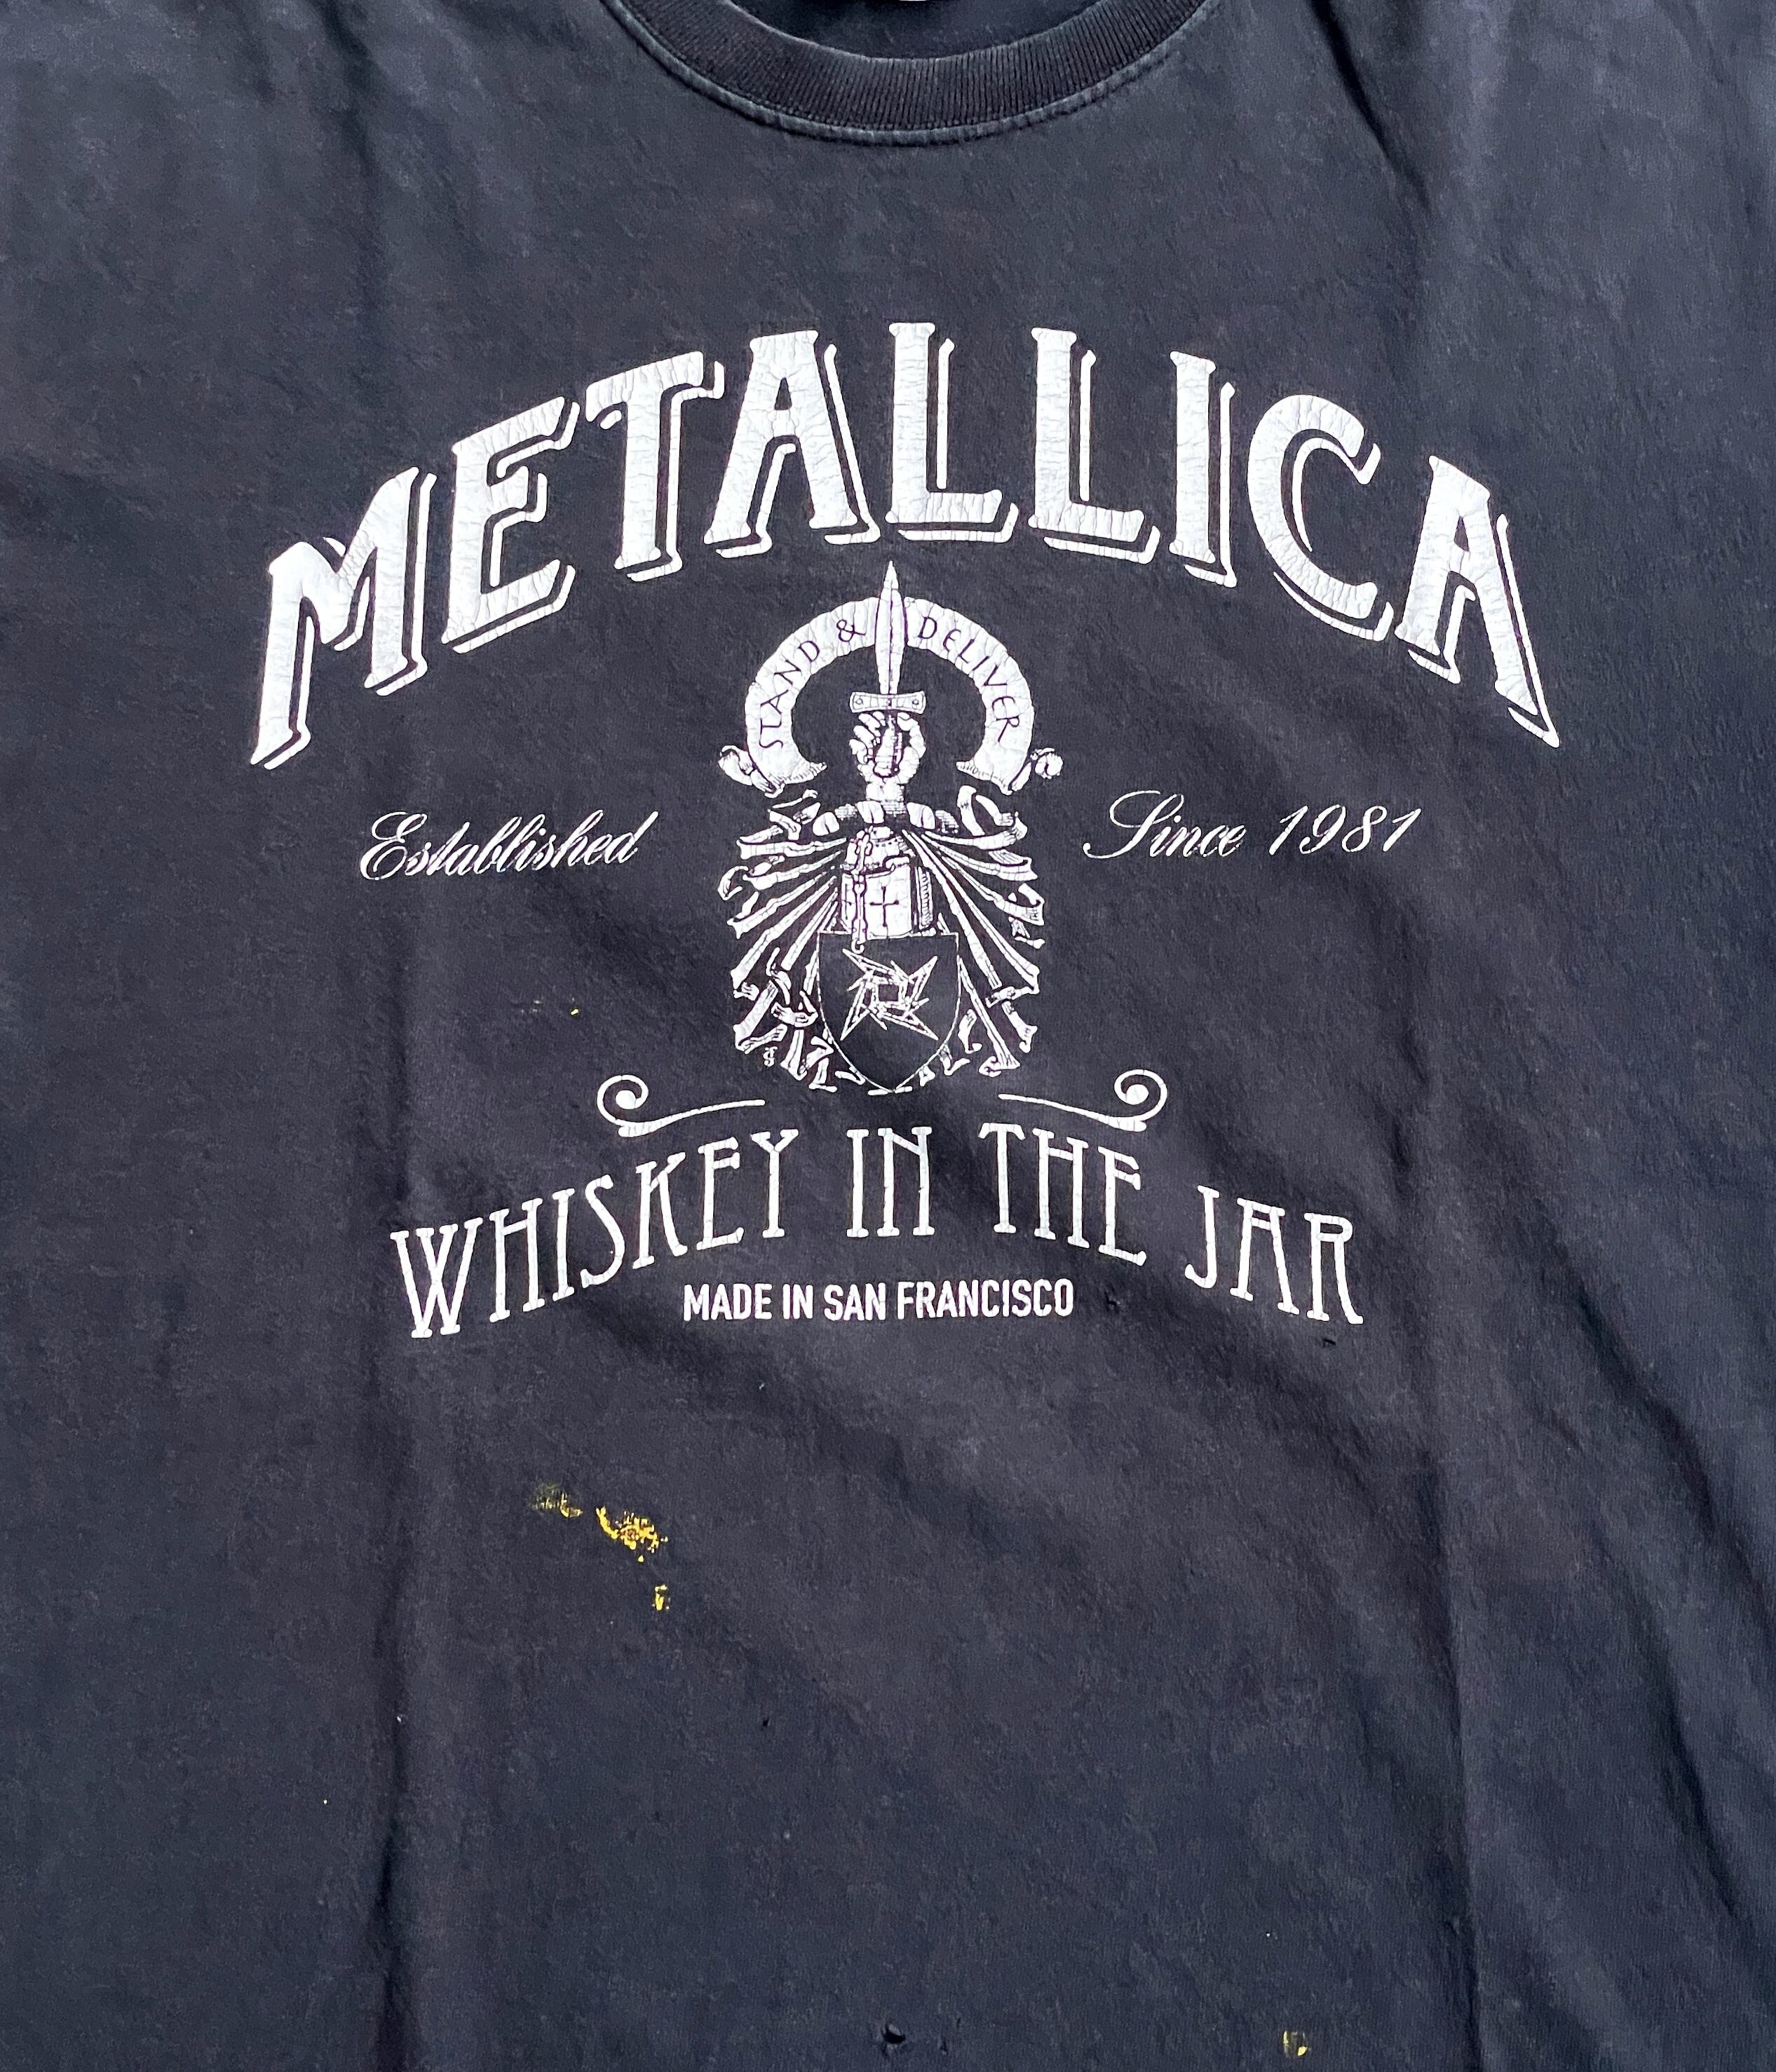 METALLICA
STAND & DELIVER
Established
Since 1981
WHISKEY IN THE JAR
MADE IN SAN FRANCISCO